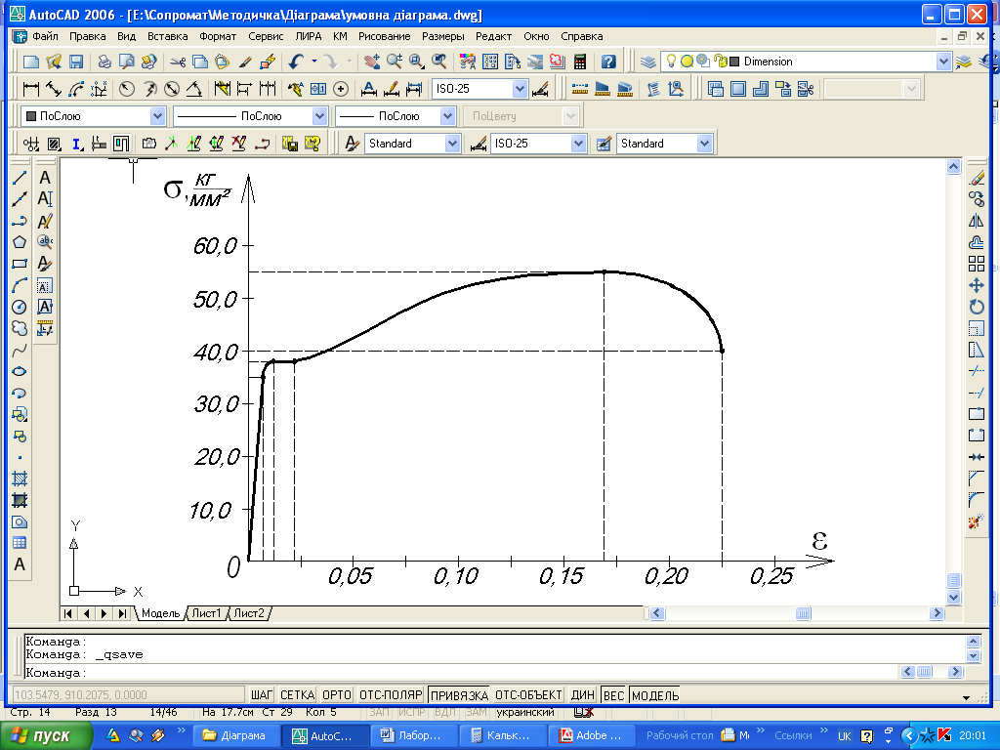 AutoCAD 2006 - [E:\Сопромат\Методичка\Діаграма\умовна діаграма.dwg]
Файл Правка Вид Вставка Формат Сервис ЛИРА КМ Рисование Размеры Редакт Окно Справка
Dimension
ISO-25
ПоСлою ПоСлою ПоСлою ПоЦвету
Standard ISO-25 Standard
σ, кг/мм²
60,0
50,0
40,0
30,0
20,0
10,0
0
0,05 0,10 0,15 0,20 0,25
ε
Y
X
Модель Лист1 Лист2
Команда:
Команда: _qsave
Команда:
103.5479, 910.2075, 0.0000 ШАГ СЕТКА ОРТО ОТС-ПОЛЯР ПРИВЯЗКА ОТС-ОБЪЕКТ ДИН ВЕС МОДЕЛЬ
Стр. 14 Разд 13 14/46 На 17.7см Ст 29 Кол 5 ЗАП ИСПР ВДЛ ЗАМ украинский
пуск Діаграма AutoC... Лабор... Кальк... Adobe ... Рабочий стол Ссылки UK 20:01